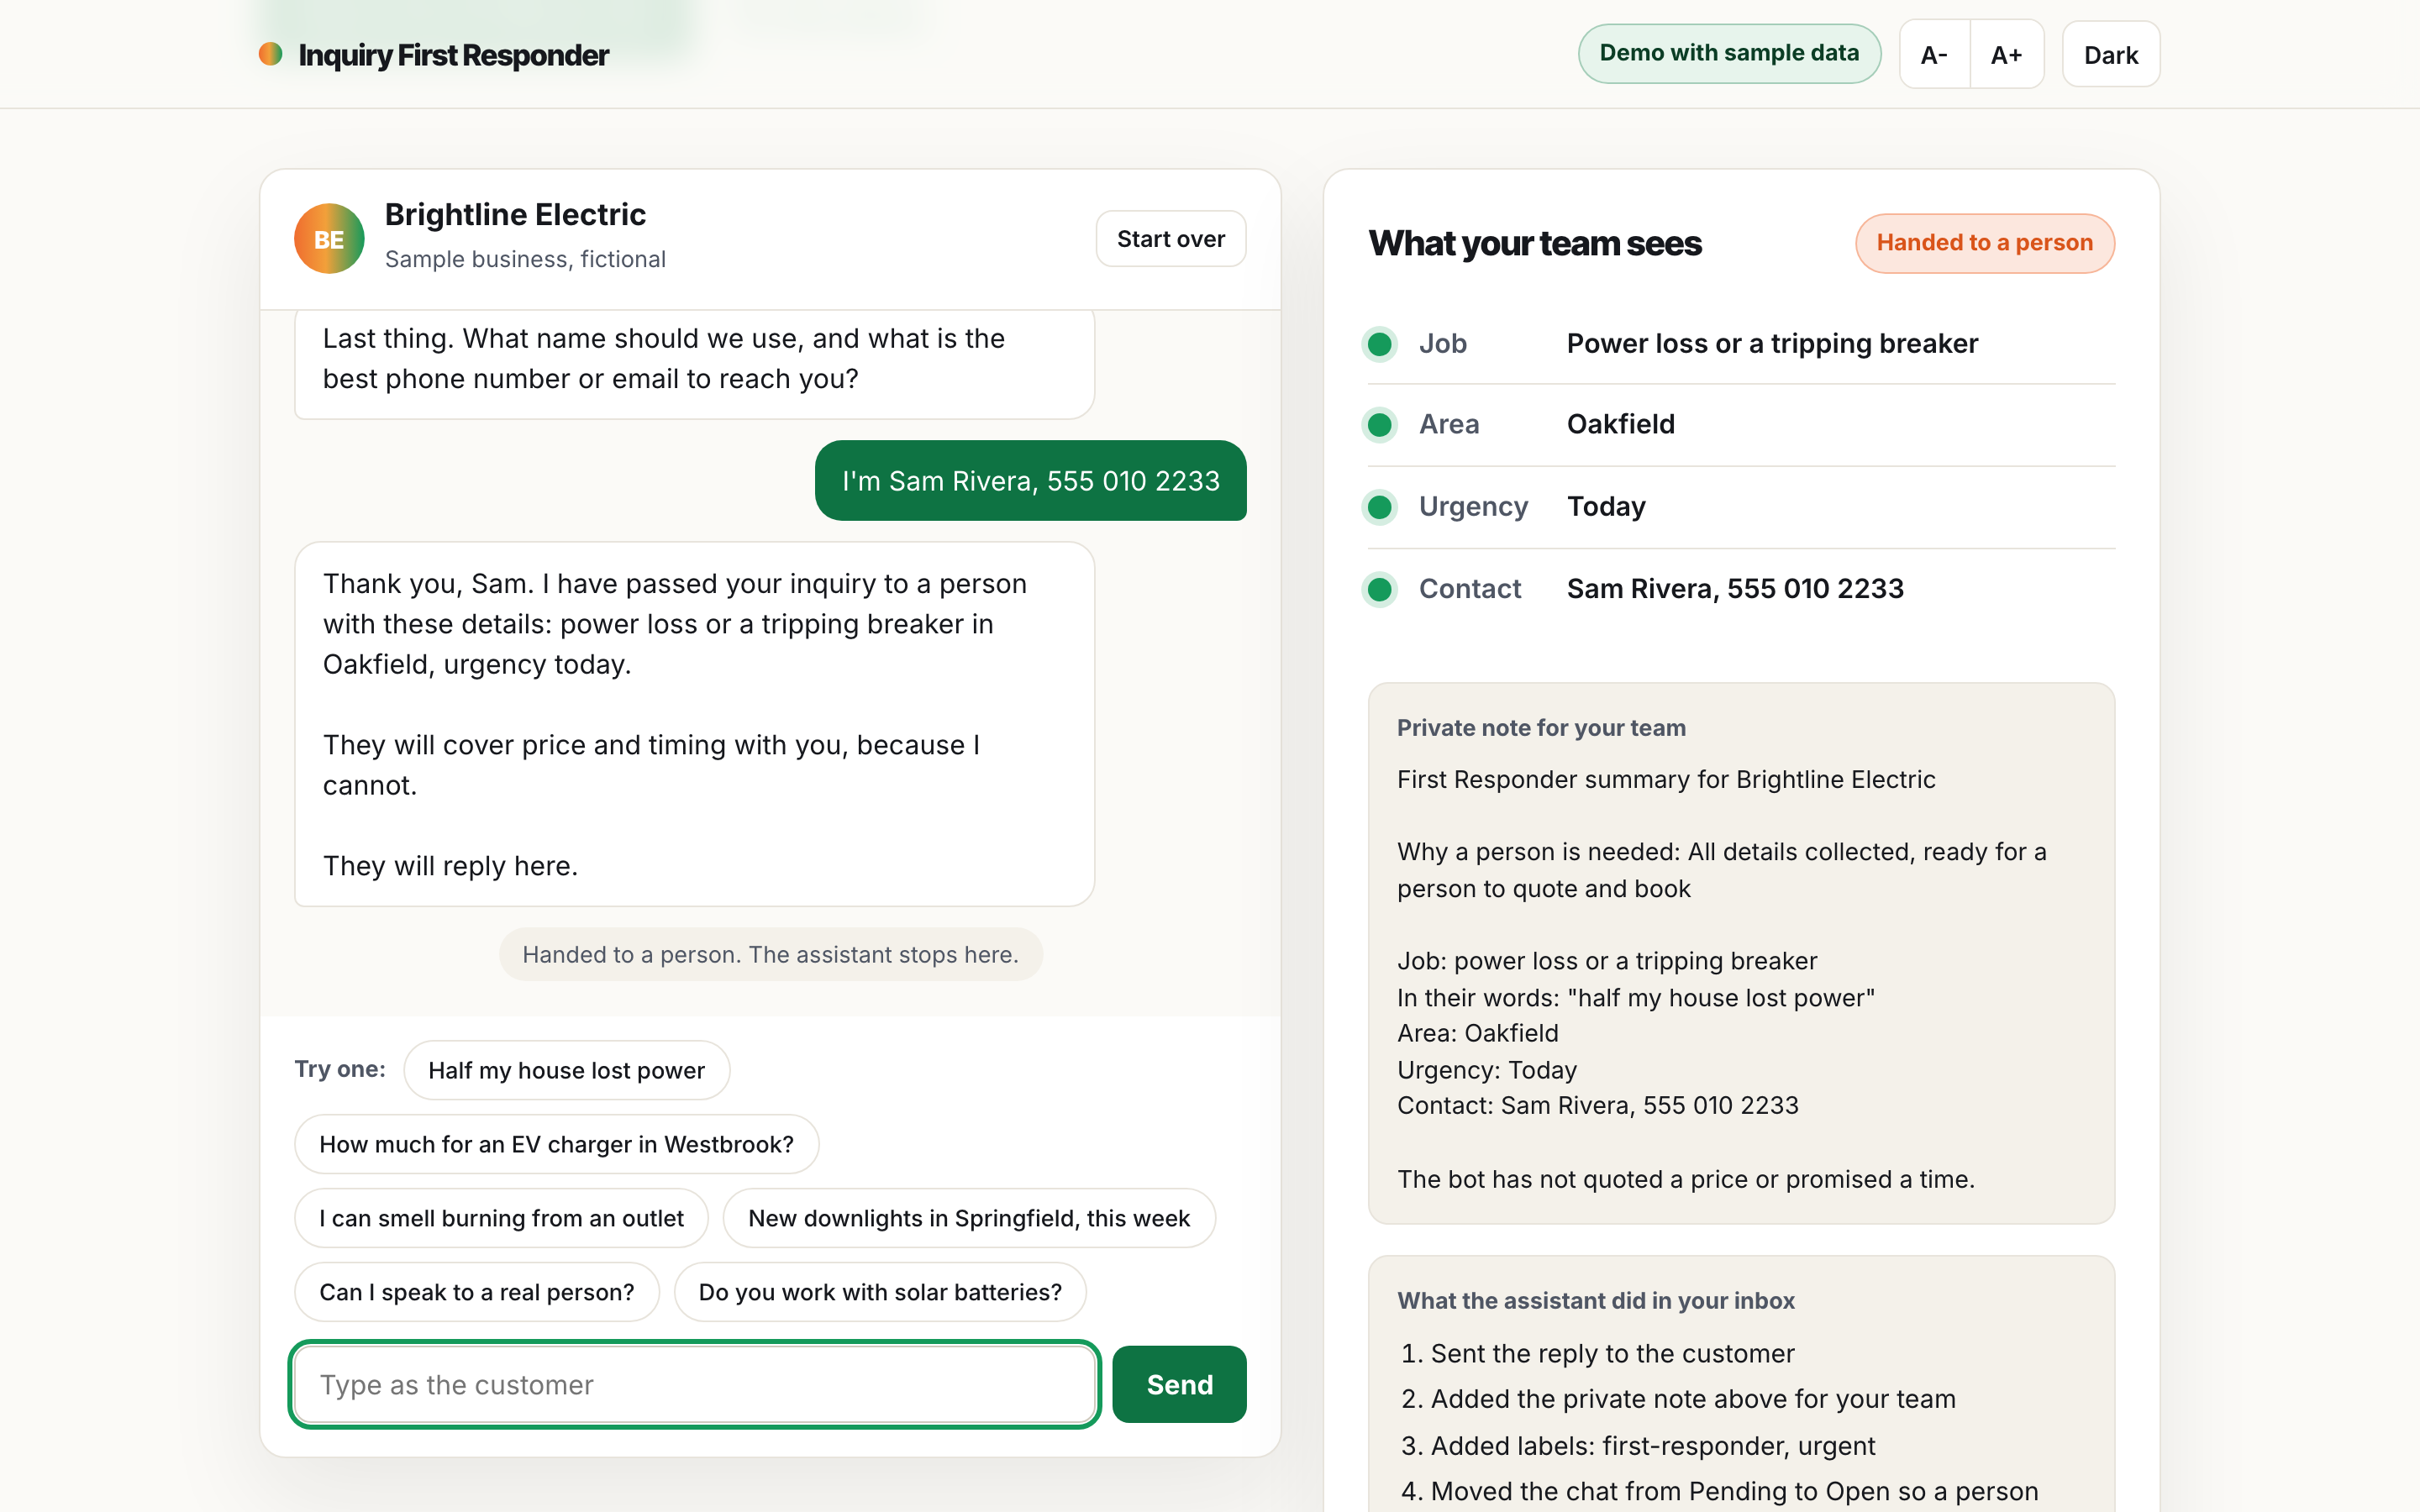 Inquiry First Responder
Demo with sample data
A-
A+
Dark
BE
Brightline Electric
Sample business, fictional
Start over
Last thing. What name should we use, and what is the
best phone number or email to reach you?
I'm Sam Rivera, 555 010 2233
Thank you, Sam. I have passed your inquiry to a person
with these details: power loss or a tripping breaker in
Oakfield, urgency today.
They will cover price and timing with you, because I
cannot.
They will reply here.
Handed to a person. The assistant stops here.
Try one:
Half my house lost power
How much for an EV charger in Westbrook?
I can smell burning from an outlet
New downlights in Springfield, this week
Can I speak to a real person?
Do you work with solar batteries?
Type as the customer
Send
What your team sees
Handed to a person
Job Power loss or a tripping breaker
Area Oakfield
Urgency Today
Contact Sam Rivera, 555 010 2233
Private note for your team
First Responder summary for Brightline Electric
Why a person is needed: All details collected, ready for a
person to quote and book
Job: power loss or a tripping breaker
In their words: "half my house lost power"
Area: Oakfield
Urgency: Today
Contact: Sam Rivera, 555 010 2233
The bot has not quoted a price or promised a time.
What the assistant did in your inbox
1. Sent the reply to the customer
2. Added the private note above for your team
3. Added labels: first-responder, urgent
4. Moved the chat from Pending to Open so a person